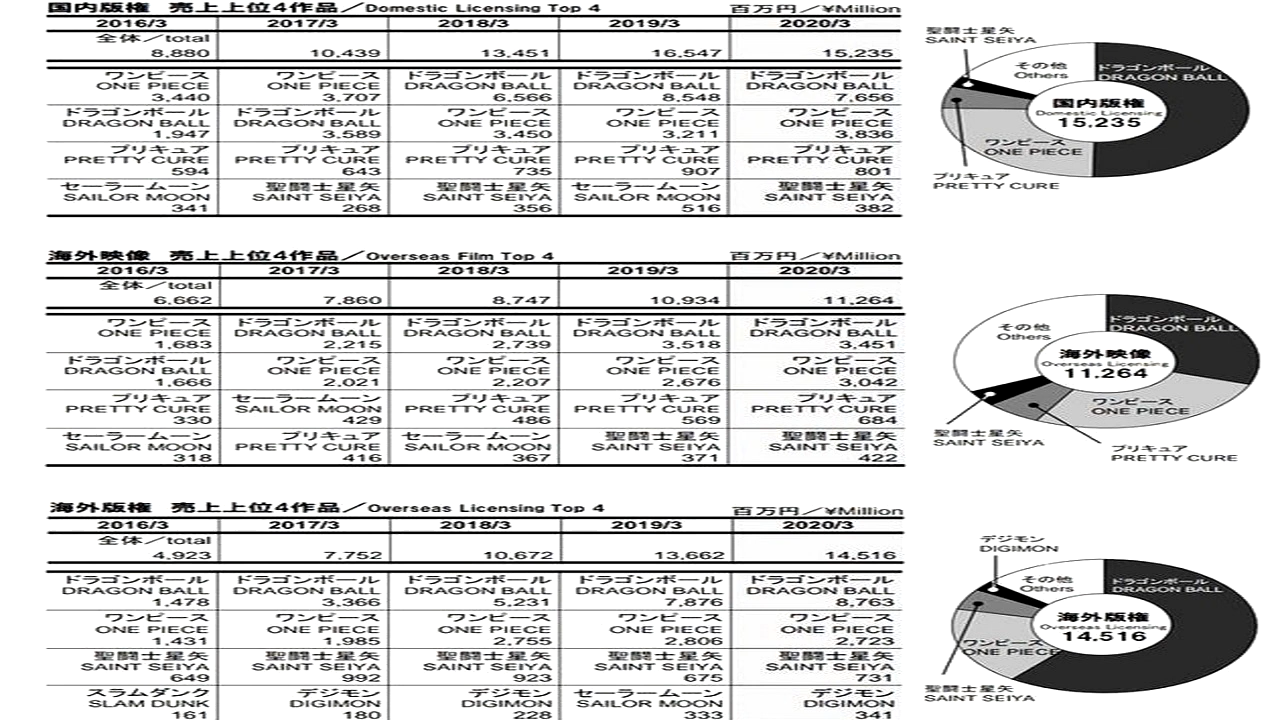 国内版権 売上上位4作品／Domestic Licensing Top 4 百万円／¥Million
2016/3 2017/3 2018/3 2019/3 2020/3
全体／total
8,880 10,439 13,451 16,547 15,235
ワンピース ワンピース ドラゴンボール ドラゴンボール ドラゴンボール
ONE PIECE ONE PIECE DRAGON BALL DRAGON BALL DRAGON BALL
3,440 3,707 6,566 8,548 7,656
ドラゴンボール ドラゴンボール ワンピース ワンピース ワンピース
DRAGON BALL DRAGON BALL ONE PIECE ONE PIECE ONE PIECE
1,947 3,589 3,450 3,211 3,836
プリキュア プリキュア プリキュア プリキュア プリキュア
PRETTY CURE PRETTY CURE PRETTY CURE PRETTY CURE PRETTY CURE
594 643 735 907 801
セーラームーン 聖闘士星矢 聖闘士星矢 セーラームーン 聖闘士星矢
SAILOR MOON SAINT SEIYA SAINT SEIYA SAILOR MOON SAINT SEIYA
341 268 356 516 382
聖闘士星矢
SAINT SEIYA
その他
Others
ドラゴンボール
DRAGON BALL
国内版権
Domestic Licensing
15,235
ワンピース
ONE PIECE
プリキュア
PRETTY CURE
海外映像 売上上位4作品／Overseas Film Top 4 百万円／¥Million
2016/3 2017/3 2018/3 2019/3 2020/3
全体／total
6,662 7,860 8,747 10,934 11,264
ワンピース ドラゴンボール ドラゴンボール ドラゴンボール ドラゴンボール
ONE PIECE DRAGON BALL DRAGON BALL DRAGON BALL DRAGON BALL
1,683 2,215 2,739 3,518 3,451
ドラゴンボール ワンピース ワンピース ワンピース ワンピース
DRAGON BALL ONE PIECE ONE PIECE ONE PIECE ONE PIECE
1,666 2,021 2,207 2,676 3,042
プリキュア セーラームーン プリキュア プリキュア プリキュア
PRETTY CURE SAILOR MOON PRETTY CURE PRETTY CURE PRETTY CURE
330 429 486 569 684
セーラームーン プリキュア セーラームーン 聖闘士星矢 聖闘士星矢
SAILOR MOON PRETTY CURE SAILOR MOON SAINT SEIYA SAINT SEIYA
318 416 367 371 422
その他
Others
ドラゴンボール
DRAGON BALL
海外映像
Overseas Licensing
11,264
ワンピース
ONE PIECE
聖闘士星矢
SAINT SEIYA
プリキュア
PRETTY CURE
海外版権 売上上位4作品／Overseas Licensing Top 4 百万円／¥Million
2016/3 2017/3 2018/3 2019/3 2020/3
全体／total
4,923 7,752 10,672 13,662 14,516
ドラゴンボール ドラゴンボール ドラゴンボール ドラゴンボール ドラゴンボール
DRAGON BALL DRAGON BALL DRAGON BALL DRAGON BALL DRAGON BALL
1,478 3,366 5,231 7,876 8,763
ワンピース ワンピース ワンピース ワンピース ワンピース
ONE PIECE ONE PIECE ONE PIECE ONE PIECE ONE PIECE
1,431 1,985 2,755 2,806 2,723
聖闘士星矢 聖闘士星矢 聖闘士星矢 聖闘士星矢 聖闘士星矢
SAINT SEIYA SAINT SEIYA SAINT SEIYA SAINT SEIYA SAINT SEIYA
649 992 923 675 731
スラムダンク デジモン デジモン セーラームーン デジモン
SLAM DUNK DIGIMON DIGIMON SAILOR MOON DIGIMON
161 180 228 333 341
デジモン
DIGIMON
その他
Others
ドラゴンボール
DRAGON BALL
海外版権
Overseas Licensing
14,516
ワンピース
ONE PIECE
聖闘士星矢
SAINT SEIYA